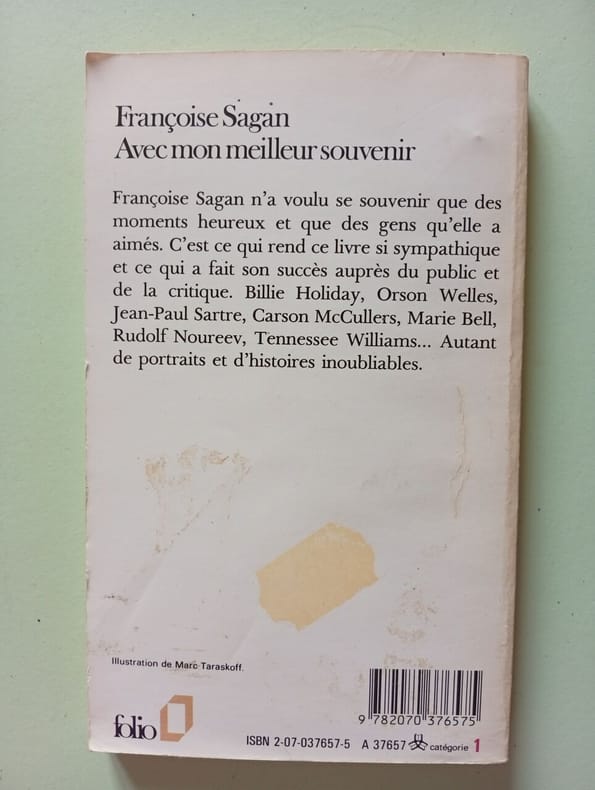 Françoise Sagan
Avec mon meilleur souvenir
Françoise Sagan n'a voulu se souvenir que des
moments heureux et que des gens qu'elle a
aimés. C'est ce qui rend ce livre si sympathique
et ce qui a fait son succès auprès du public et
de la critique. Billie Holiday, Orson Welles,
Jean-Paul Sartre, Carson McCullers, Marie Bell,
Rudolf Noureev, Tennessee Williams... Autant
de portraits et d'histoires inoubliables.
Illustration de Marc Taraskoff.
9 782070 376575
folio
ISBN 2-07-037657-5 A 37657 catégorie 1